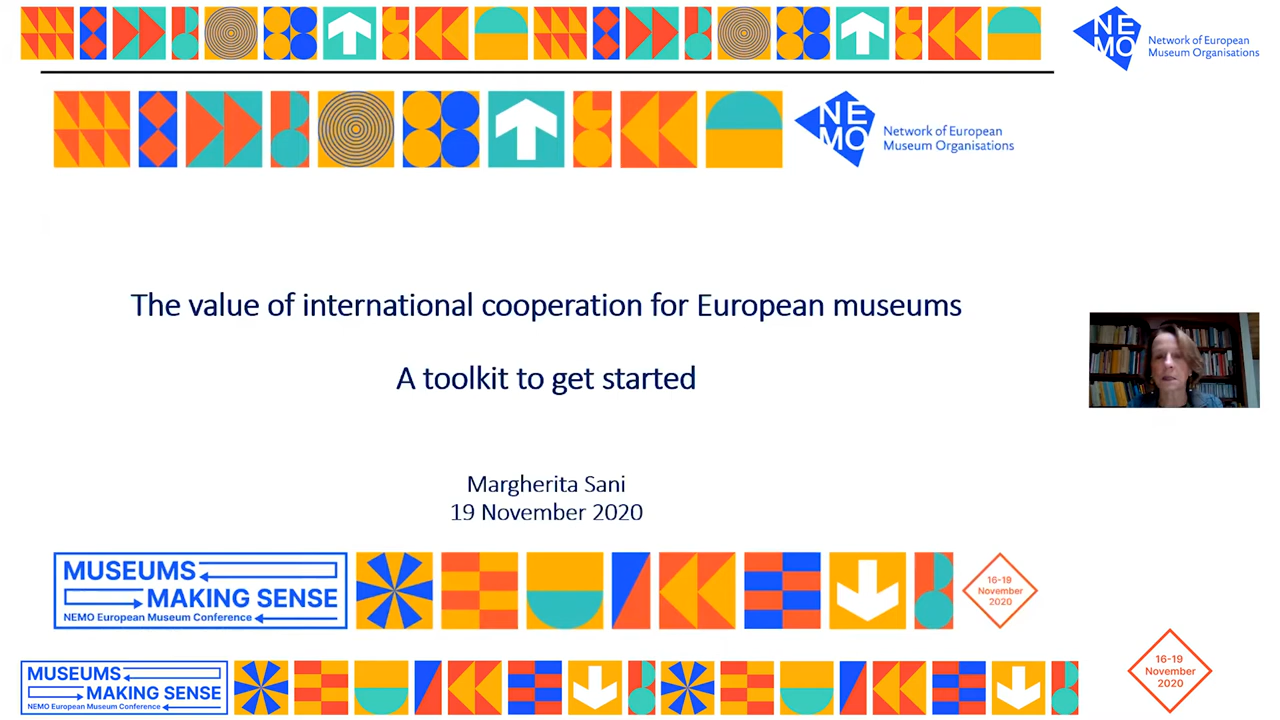 NE
MO
Network of European
Museum Organisations
NE
MO
Network of European
Museum Organisations
The value of international cooperation for European museums
A toolkit to get started
Margherita Sani
19 November 2020
MUSEUMS
MAKING SENSE
NEMO European Museum Conference
16-19
November
2020
MUSEUMS
MAKING SENSE
NEMO European Museum Conference
16-19
November
2020